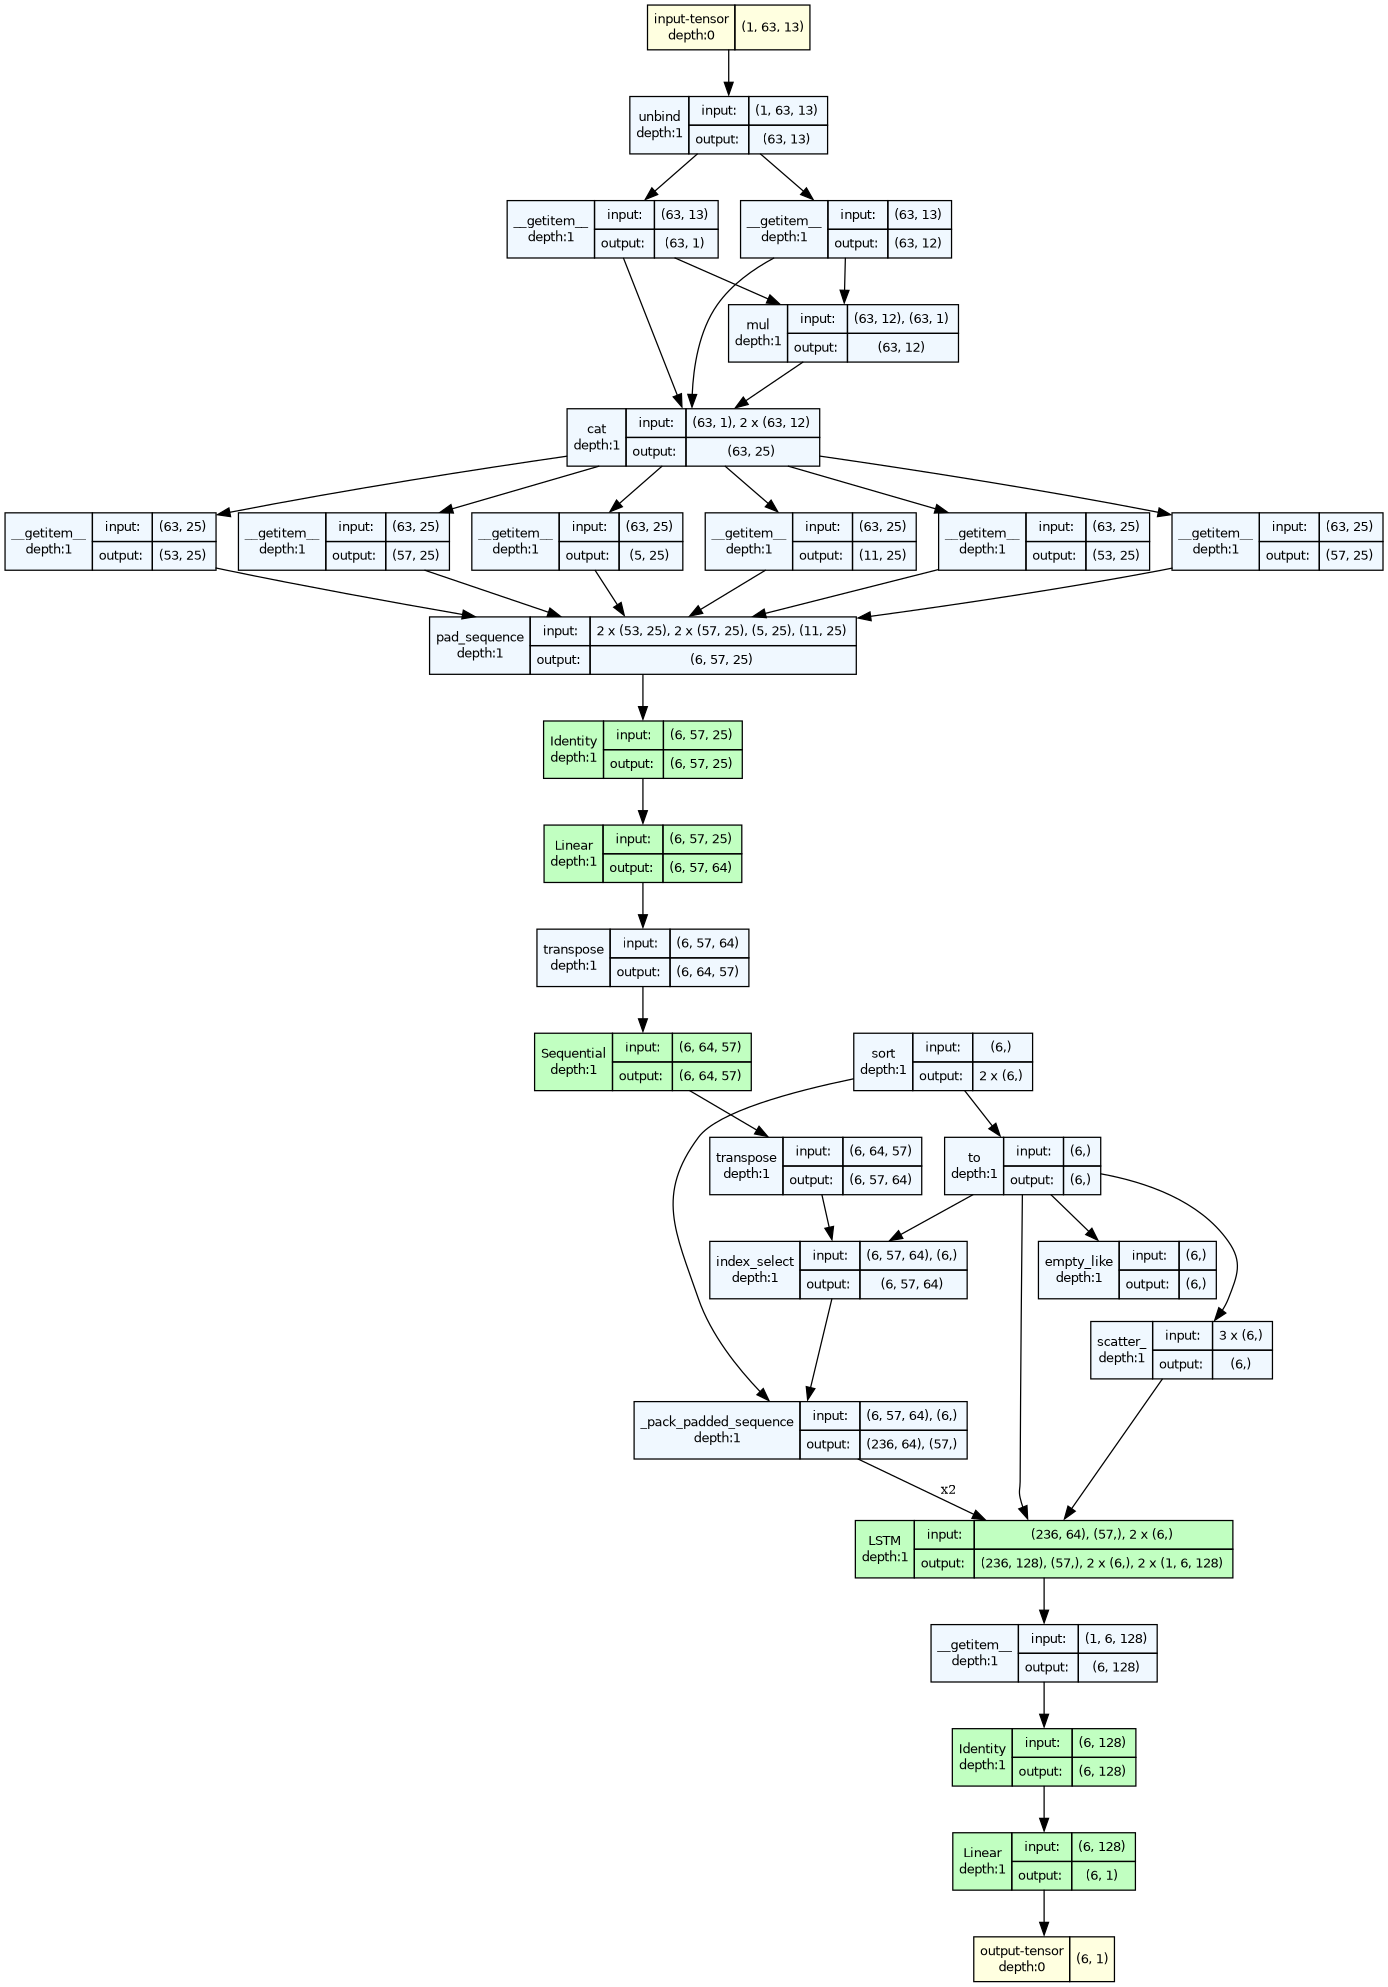 input-tensor
depth:0
(1, 63, 13)
unbind
depth:1
input:
(1, 63, 13)
output:
(63, 13)
__getitem__
depth:1
input:
(63, 13)
output:
(63, 1)
__getitem__
depth:1
input:
(63, 13)
output:
(63, 12)
mul
depth:1
input:
(63, 12), (63, 1)
output:
(63, 12)
cat
depth:1
input:
(63, 1), 2 x (63, 12)
output:
(63, 25)
__getitem__
depth:1
input:
(63, 25)
output:
(53, 25)
__getitem__
depth:1
input:
(63, 25)
output:
(57, 25)
__getitem__
depth:1
input:
(63, 25)
output:
(5, 25)
__getitem__
depth:1
input:
(63, 25)
output:
(11, 25)
__getitem__
depth:1
input:
(63, 25)
output:
(53, 25)
__getitem__
depth:1
input:
(63, 25)
output:
(57, 25)
pad_sequence
depth:1
input:
2 x (53, 25), 2 x (57, 25), (5, 25), (11, 25)
output:
(6, 57, 25)
Identity
depth:1
input:
(6, 57, 25)
output:
(6, 57, 25)
Linear
depth:1
input:
(6, 57, 25)
output:
(6, 57, 64)
transpose
depth:1
input:
(6, 57, 64)
output:
(6, 64, 57)
Sequential
depth:1
input:
(6, 64, 57)
output:
(6, 64, 57)
sort
depth:1
input:
(6,)
output:
2 x (6,)
transpose
depth:1
input:
(6, 64, 57)
output:
(6, 57, 64)
to
depth:1
input:
(6,)
output:
(6,)
index_select
depth:1
input:
(6, 57, 64), (6,)
output:
(6, 57, 64)
empty_like
depth:1
input:
(6,)
output:
(6,)
scatter_
depth:1
input:
3 x (6,)
output:
(6,)
_pack_padded_sequence
depth:1
input:
(6, 57, 64), (6,)
output:
(236, 64), (57,)
x2
LSTM
depth:1
input:
(236, 64), (57,), 2 x (6,)
output:
(236, 128), (57,), 2 x (6,), 2 x (1, 6, 128)
__getitem__
depth:1
input:
(1, 6, 128)
output:
(6, 128)
Identity
depth:1
input:
(6, 128)
output:
(6, 128)
Linear
depth:1
input:
(6, 128)
output:
(6, 1)
output-tensor
depth:0
(6, 1)